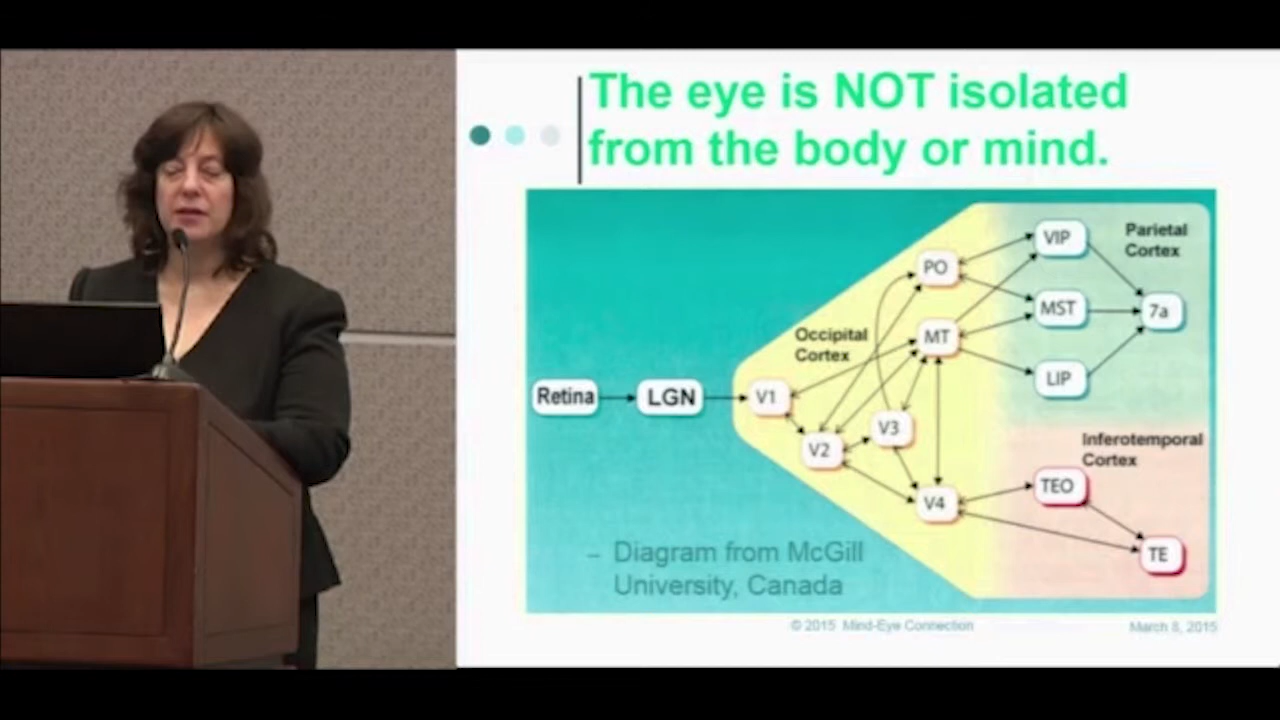 The eye is NOT isolated
from the body or mind.
Parietal
Cortex
VIP
PO
MST
7a
Occipital
Cortex
MT
LIP
Retina
LGN
V1
V3
V2
Inferotemporal
Cortex
TEO
V4
TE
– Diagram from McGill
University, Canada
© 2015 Mind-Eye Connection
March 8, 2015